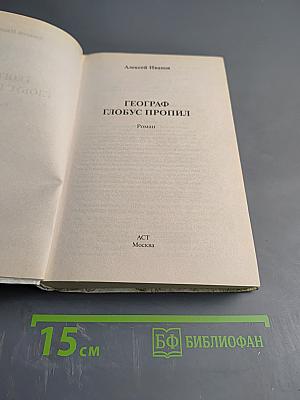 Алексей Иванов
ГЕОГРАФ
ГЛОБУС ПРОПИЛ
Роман
АСТ
Москва
15 см
БФ БИБЛИОФАН